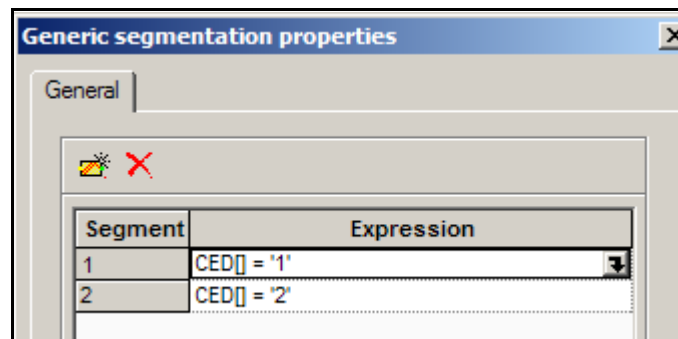 Generic segmentation properties
General
Segment Expression
1 CED[] = '1'
2 CED[] = '2'